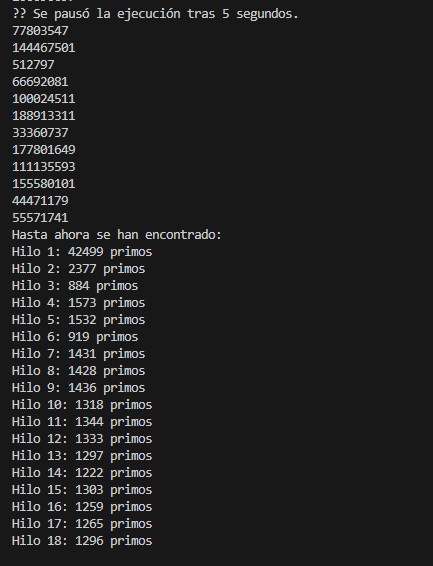 ?? Se pausó la ejecución tras 5 segundos.
77803547
144467501
512797
66692081
100024511
188913311
33360737
177801649
111135593
155580101
44471179
55571741
Hasta ahora se han encontrado:
Hilo 1: 42499 primos
Hilo 2: 2377 primos
Hilo 3: 884 primos
Hilo 4: 1573 primos
Hilo 5: 1532 primos
Hilo 6: 919 primos
Hilo 7: 1431 primos
Hilo 8: 1428 primos
Hilo 9: 1436 primos
Hilo 10: 1318 primos
Hilo 11: 1344 primos
Hilo 12: 1333 primos
Hilo 13: 1297 primos
Hilo 14: 1222 primos
Hilo 15: 1303 primos
Hilo 16: 1259 primos
Hilo 17: 1265 primos
Hilo 18: 1296 primos